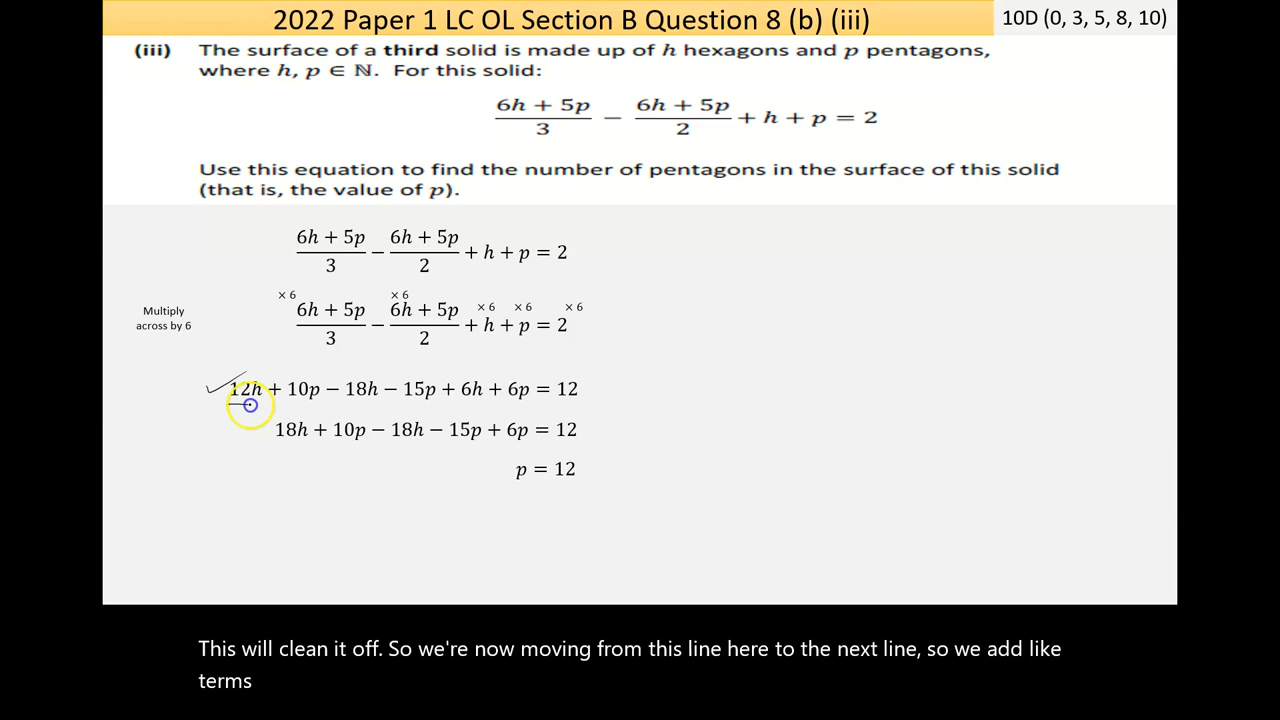 2022 Paper 1 LC OL Section B Question 8 (b) (iii)
10D (0, 3, 5, 8, 10)
(iii) The surface of a third solid is made up of h hexagons and p pentagons,
where h, p ∈ ℕ. For this solid:
(6h + 5p)/3 − (6h + 5p)/2 + h + p = 2
Use this equation to find the number of pentagons in the surface of this solid
(that is, the value of p).
(6h + 5p)/3 − (6h + 5p)/2 + h + p = 2
× 6 × 6 × 6 × 6 × 6
Multiply
across by 6
(6h + 5p)/3 − (6h + 5p)/2 + h + p = 2
12h + 10p − 18h − 15p + 6h + 6p = 12
18h + 10p − 18h − 15p + 6p = 12
p = 12
This will clean it off. So we're now moving from this line here to the next line, so we add like
terms